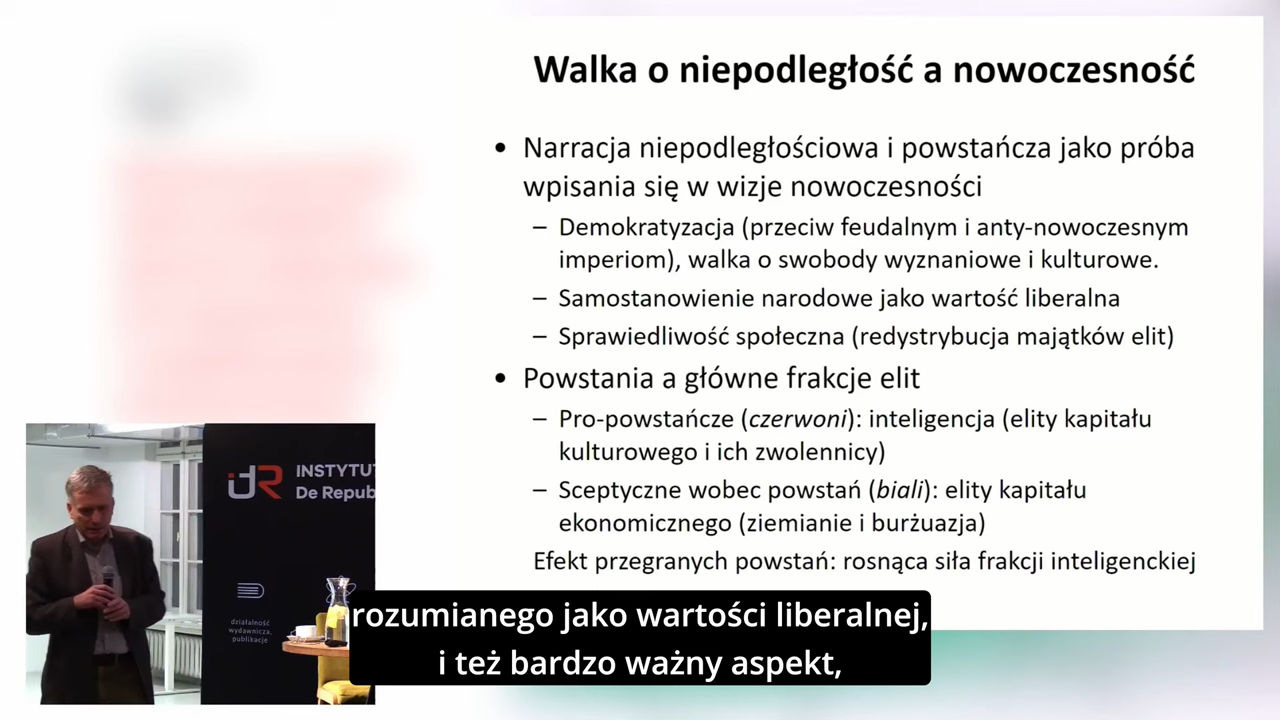 Walka o niepodległość a nowoczesność
• Narracja niepodległościowa i powstańcza jako próba
wpisania się w wizje nowoczesności
– Demokratyzacja (przeciw feudalnym i anty-nowoczesnym
imperiom), walka o swobody wyznaniowe i kulturowe.
– Samostanowienie narodowe jako wartość liberalna
– Sprawiedliwość społeczna (redystrybucja majątków elit)
• Powstania a główne frakcje elit
– Pro-powstańcze (czerwoni): inteligencja (elity kapitału
kulturowego i ich zwolennicy)
– Sceptyczne wobec powstań (biali): elity kapitału
ekonomicznego (ziemianie i burżuazja)
Efekt przegranych powstań: rosnąca siła frakcji inteligenckiej
idR
INSTYTUT
De Repub
działalność
wydawnicza,
publikacje
rozumianego jako wartości liberalnej,
i też bardzo ważny aspekt,